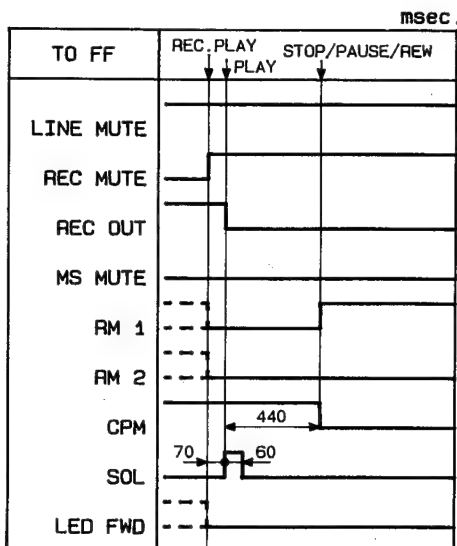 msec.
TO FF
REC.PLAY
PLAY
STOP/PAUSE/REW
LINE MUTE
REC MUTE
REC OUT
MS MUTE
RM 1
RM 2
CPM
440
70
60
SOL
LED FWD